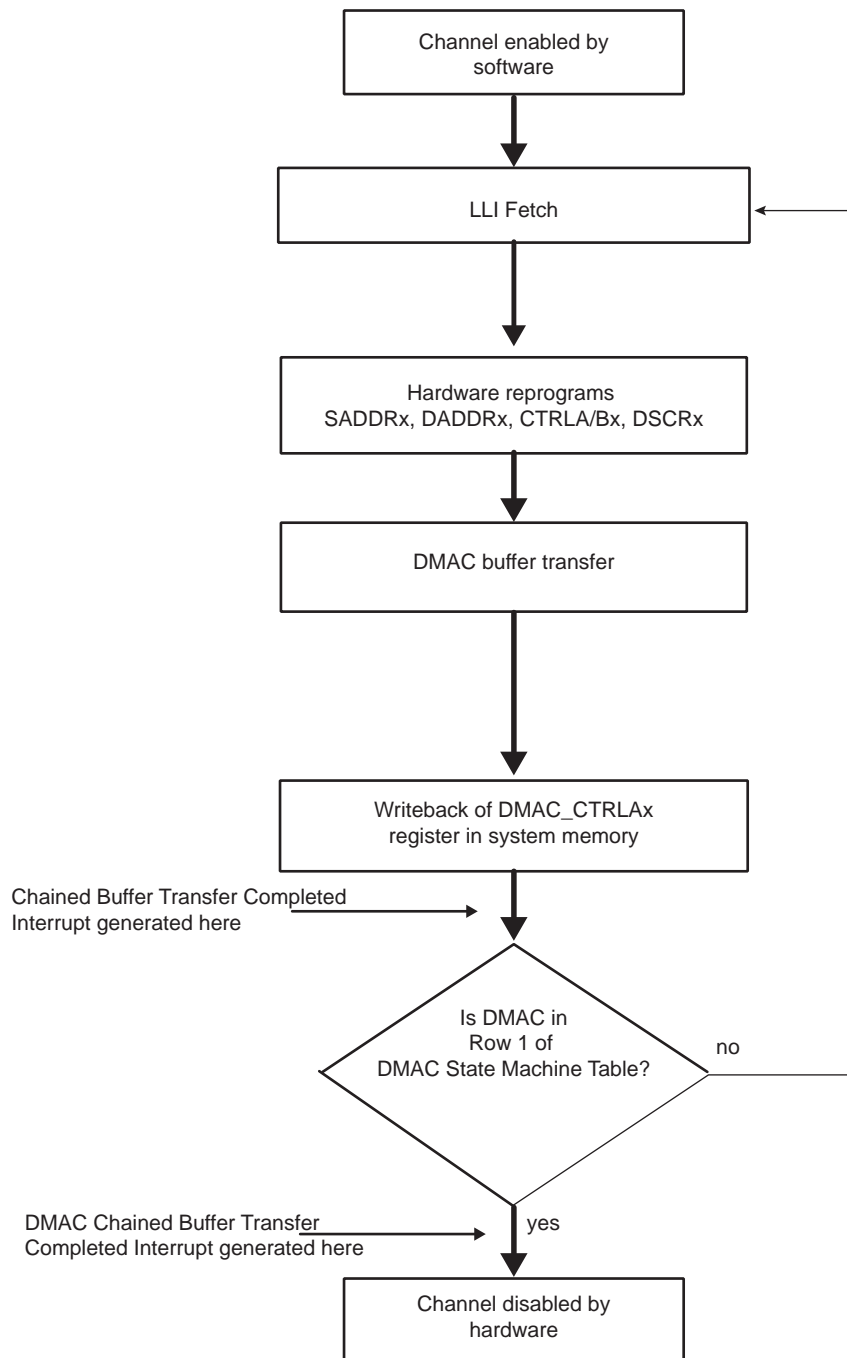 Channel enabled by
software
LLI Fetch
Hardware reprograms
SADDRx, DADDRx, CTRLA/Bx, DSCRx
DMAC buffer transfer
Writeback of DMAC_CTRLAx
register in system memory
Chained Buffer Transfer Completed
Interrupt generated here
Is DMAC in
Row 1 of
DMAC State Machine Table?
no
DMAC Chained Buffer Transfer
Completed Interrupt generated here
yes
Channel disabled by
hardware